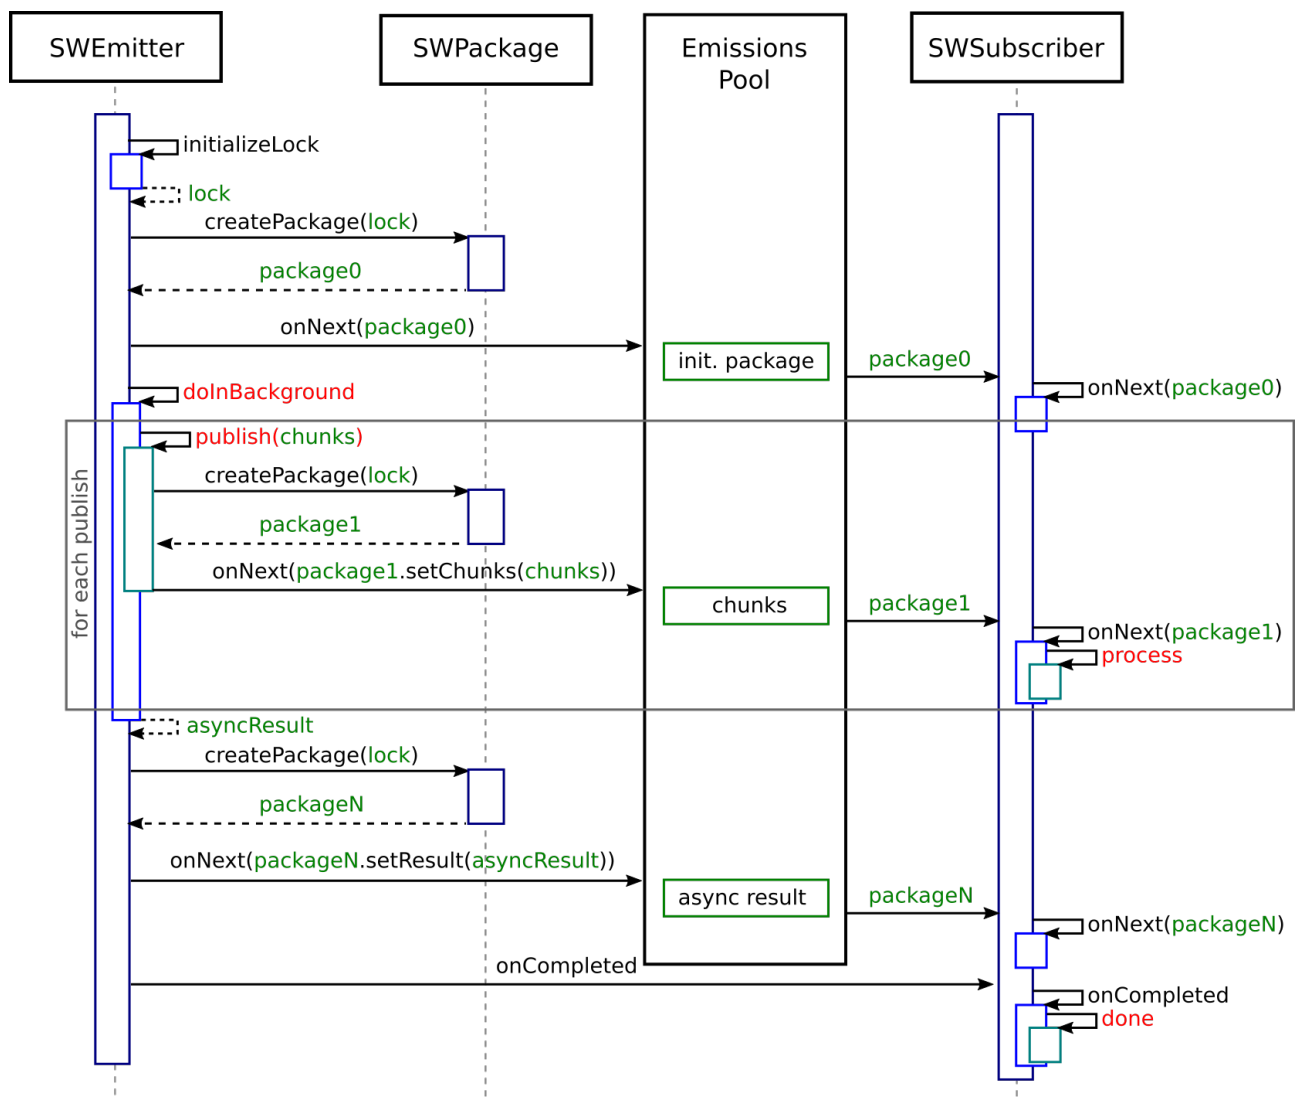 SWEmitter
SWPackage
Emissions
Pool
SWSubscriber
initializeLock
lock
createPackage(lock)
package0
onNext(package0)
init. package
package0
onNext(package0)
doInBackground
publish(chunks)
createPackage(lock)
package1
for each publish
onNext(package1.setChunks(chunks))
chunks
package1
onNext(package1)
process
asyncResult
createPackage(lock)
packageN
onNext(packageN.setResult(asyncResult))
async result
packageN
onNext(packageN)
onCompleted
onCompleted
done